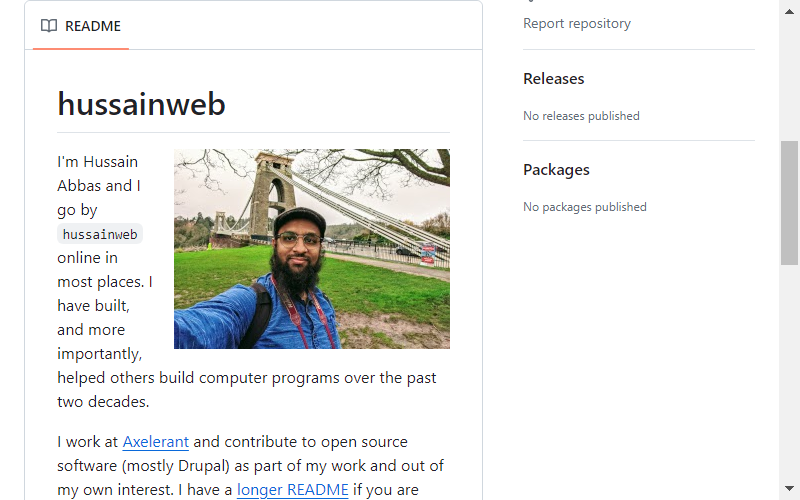 README
hussainweb
I'm Hussain
Abbas and I
go by
hussainweb
online in
most places. I
have built,
and more
importantly,
helped others build computer programs over the past
two decades.
I work at Axelerant and contribute to open source
software (mostly Drupal) as part of my work and out of
my own interest. I have a longer README if you are
Report repository
Releases
No releases published
Packages
No packages published